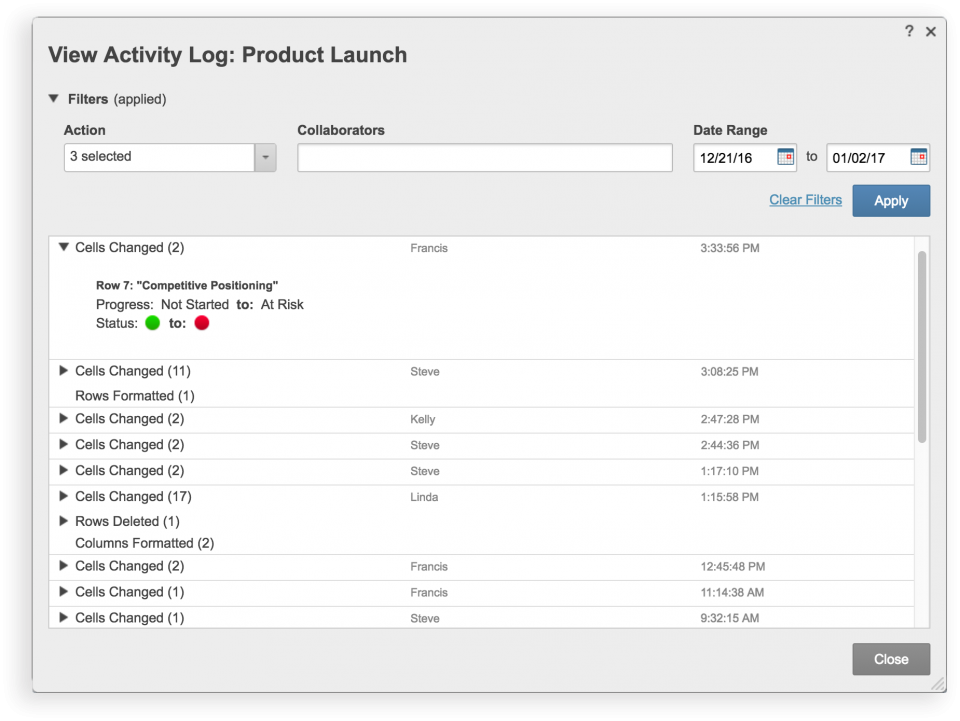 ? ×
View Activity Log: Product Launch
Filters (applied)
Action Collaborators Date Range
3 selected 12/21/16 to 01/02/17
Clear Filters Apply
Cells Changed (2) Francis 3:33:56 PM
Row 7: "Competitive Positioning"
Progress: Not Started to: At Risk
Status: to:
Cells Changed (11) Steve 3:08:25 PM
Rows Formatted (1)
Cells Changed (2) Kelly 2:47:28 PM
Cells Changed (2) Steve 2:44:36 PM
Cells Changed (2) Steve 1:17:10 PM
Cells Changed (17) Linda 1:15:58 PM
Rows Deleted (1)
Columns Formatted (2)
Cells Changed (2) Francis 12:45:48 PM
Cells Changed (1) Francis 11:14:38 AM
Cells Changed (1) Steve 9:32:15 AM
Close